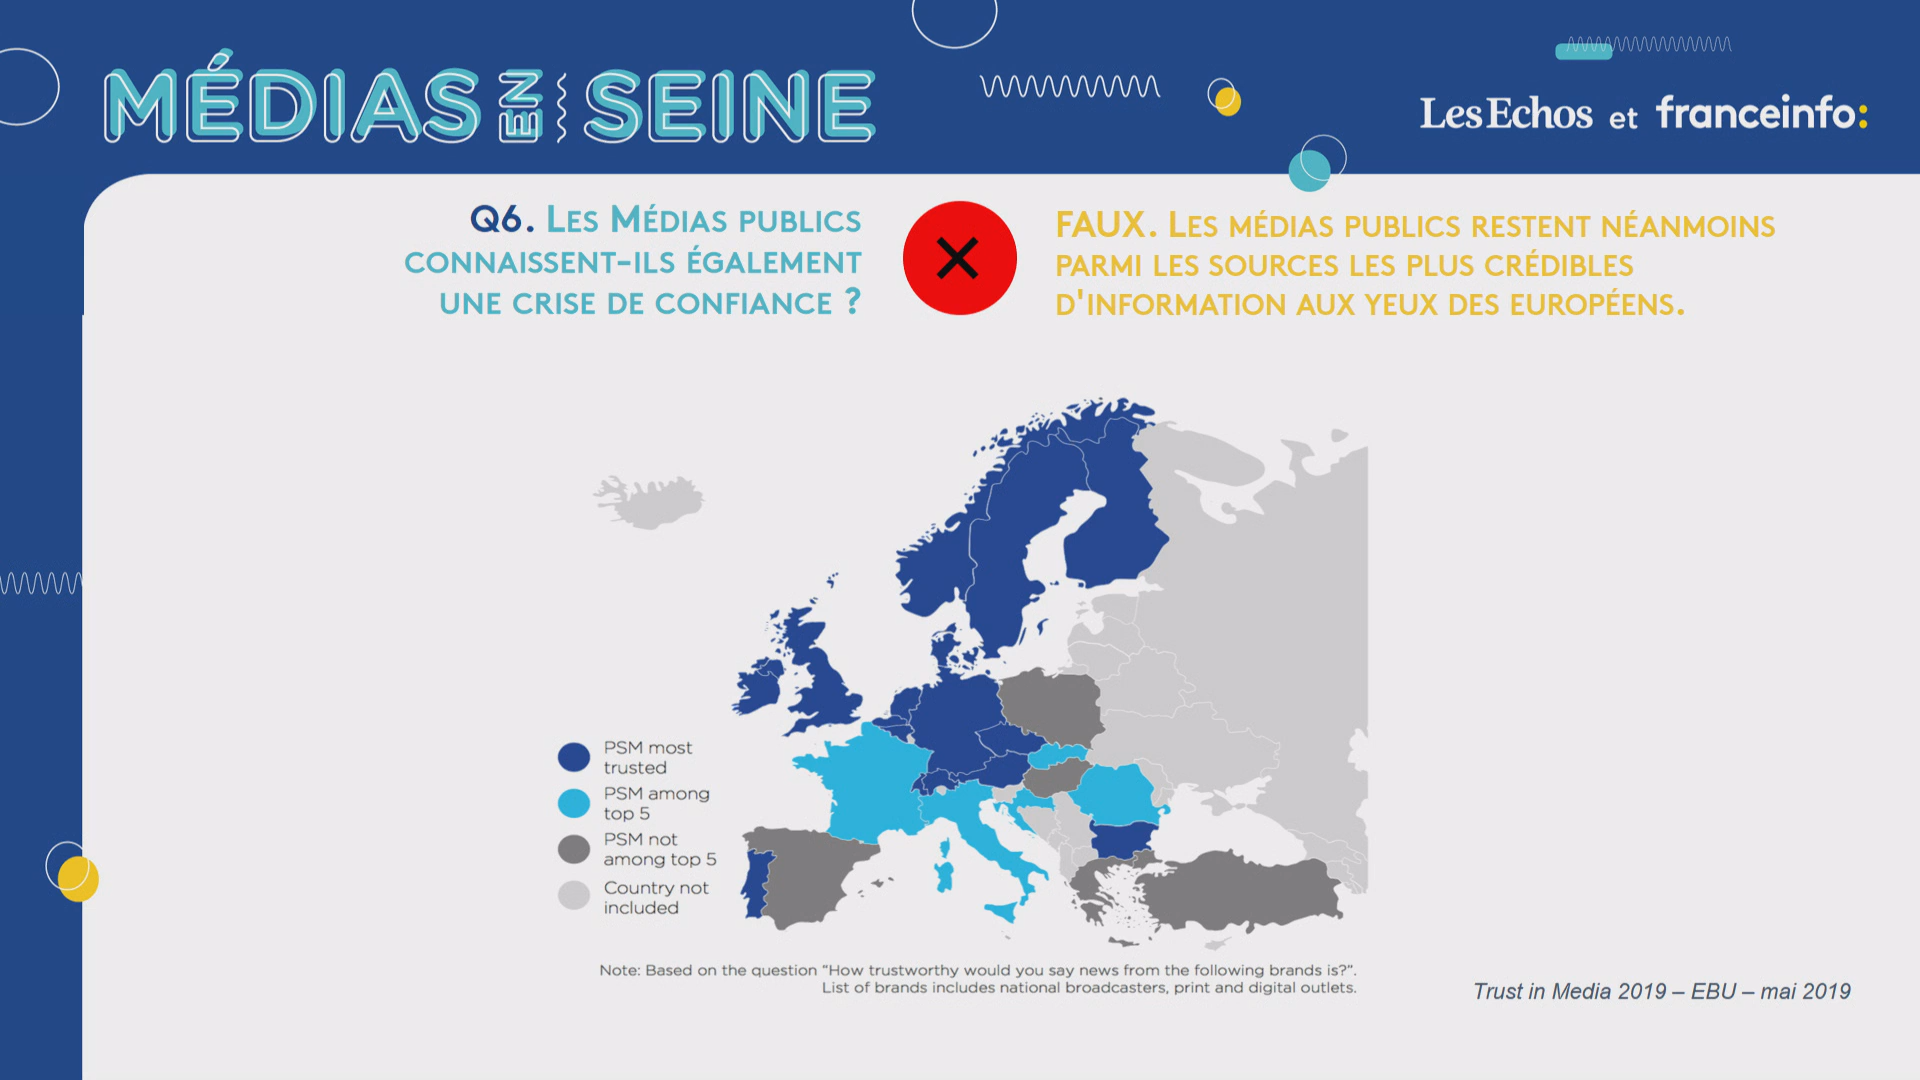 MÉDIAS EN SEINE
LesEchos et franceinfo:
Q6. LES MÉDIAS PUBLICS
CONNAISSENT-ILS ÉGALEMENT
UNE CRISE DE CONFIANCE ?
FAUX. LES MÉDIAS PUBLICS RESTENT NÉANMOINS
PARMI LES SOURCES LES PLUS CRÉDIBLES
D'INFORMATION AUX YEUX DES EUROPÉENS.
PSM most
trusted
PSM among
top 5
PSM not
among top 5
Country not
included
Note: Based on the question "How trustworthy would you say news from the following brands is?".
List of brands includes national broadcasters, print and digital outlets.
Trust in Media 2019 – EBU – mai 2019